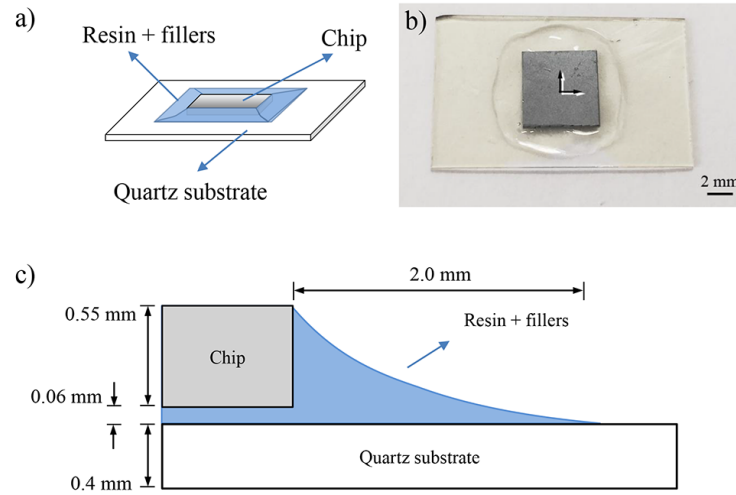 a)
Resin + fillers
Chip
Quartz substrate
b)
2 mm
c)
2.0 mm
0.55 mm
Resin + fillers
Chip
0.06 mm
Quartz substrate
0.4 mm